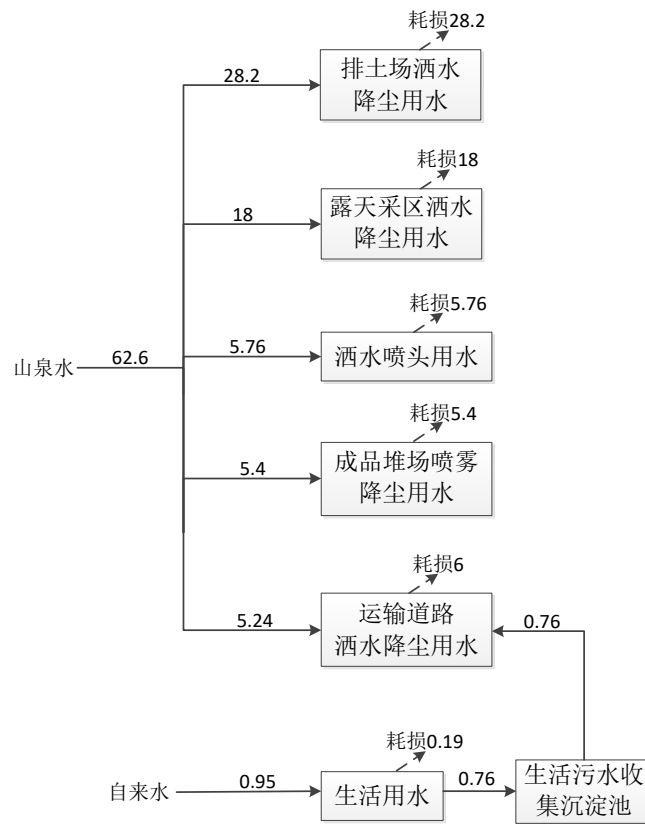 耗损28.2
28.2
排土场洒水
降尘用水
耗损18
18
露天采区洒水
降尘用水
耗损5.76
5.76
洒水喷头用水
山泉水
62.6
耗损5.4
5.4
成品堆场喷雾
降尘用水
耗损6
5.24
运输道路
洒水降尘用水
0.76
耗损0.19
自来水
0.95
生活用水
0.76
生活污水收
集沉淀池